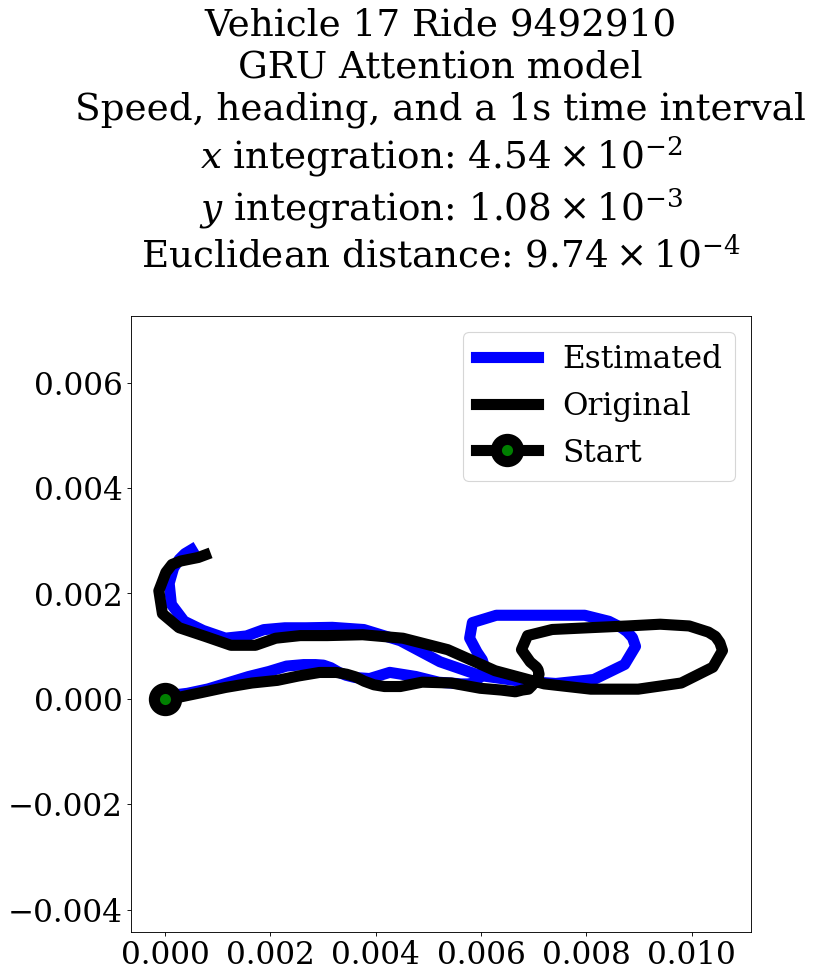 Vehicle 17 Ride 9492910
GRU Attention model
Speed, heading, and a 1s time interval
x integration: 4.54 × 10⁻²
y integration: 1.08 × 10⁻³
Euclidean distance: 9.74 × 10⁻⁴
Estimated
Original
Start
0.006
0.004
0.002
0.000
−0.002
−0.004
0.000 0.002 0.004 0.006 0.008 0.010